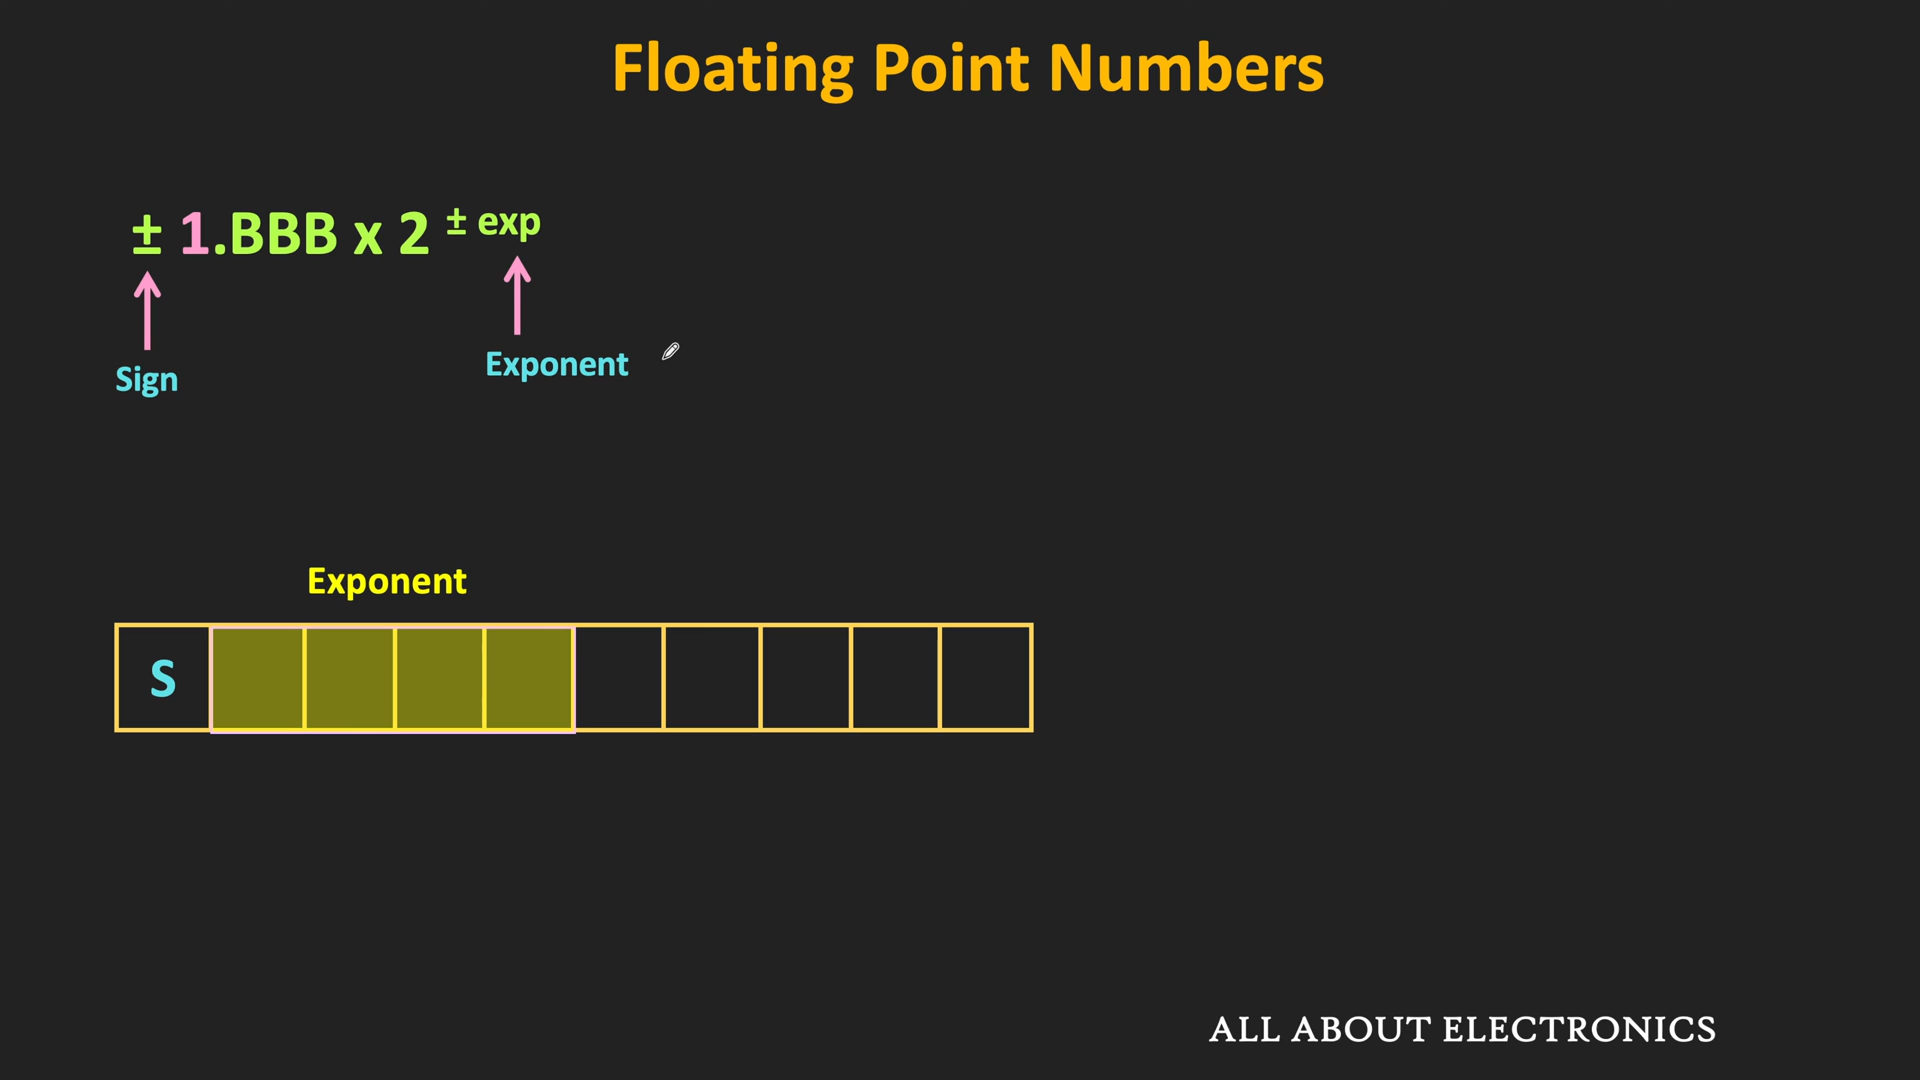 Floating Point Numbers
± 1.BBB x 2 ± exp
Sign
Exponent
Exponent
S
ALL ABOUT ELECTRONICS